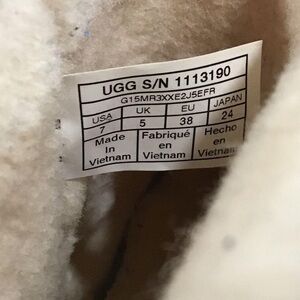 UGG S/N 1113190
G15MR3XXE2J5EFR
USA UK EU JAPAN
7 5 38 24
Made Fabriqué Hecho
In en en
Vietnam Vietnam Vietnam